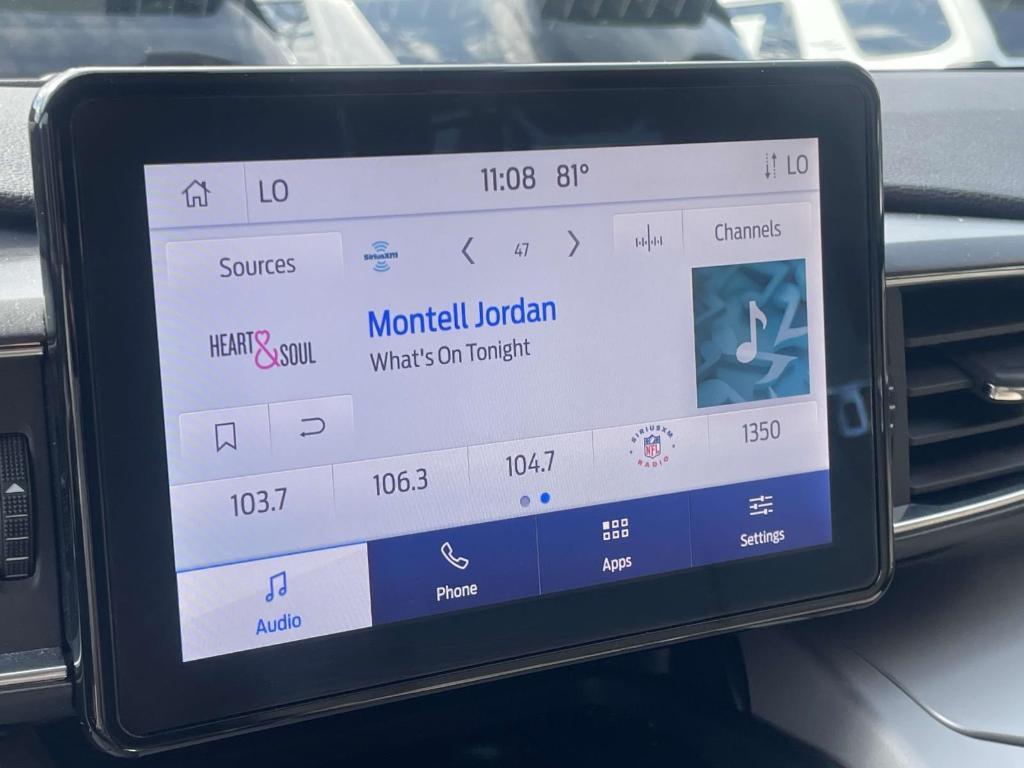 LO
11:08 81°
LO
Sources
SiriusXM
47
Channels
HEART&SOUL
Montell Jordan
What's On Tonight
103.7
106.3
104.7
SIRIUSXM
NFL
RADIO
1350
Audio
Phone
Apps
Settings